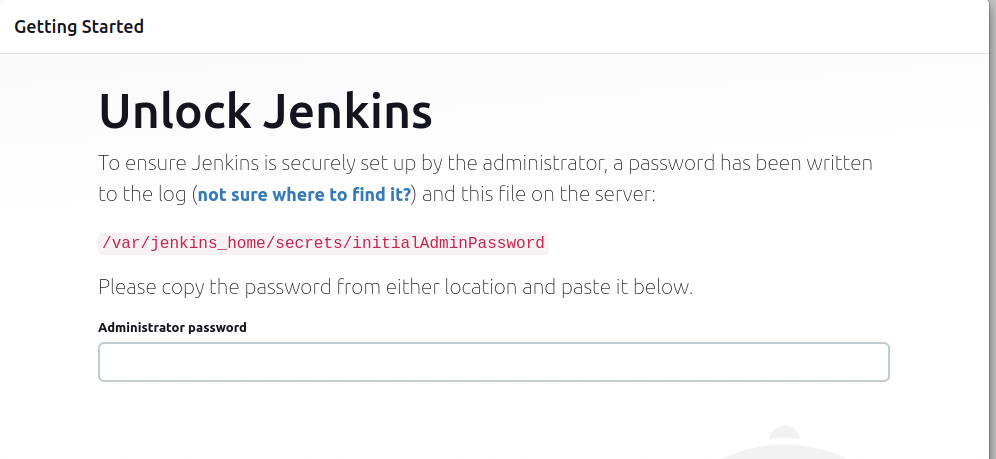 Getting Started
Unlock Jenkins
To ensure Jenkins is securely set up by the administrator, a password has been written
to the log (not sure where to find it?) and this file on the server:
/var/jenkins_home/secrets/initialAdminPassword
Please copy the password from either location and paste it below.
Administrator password